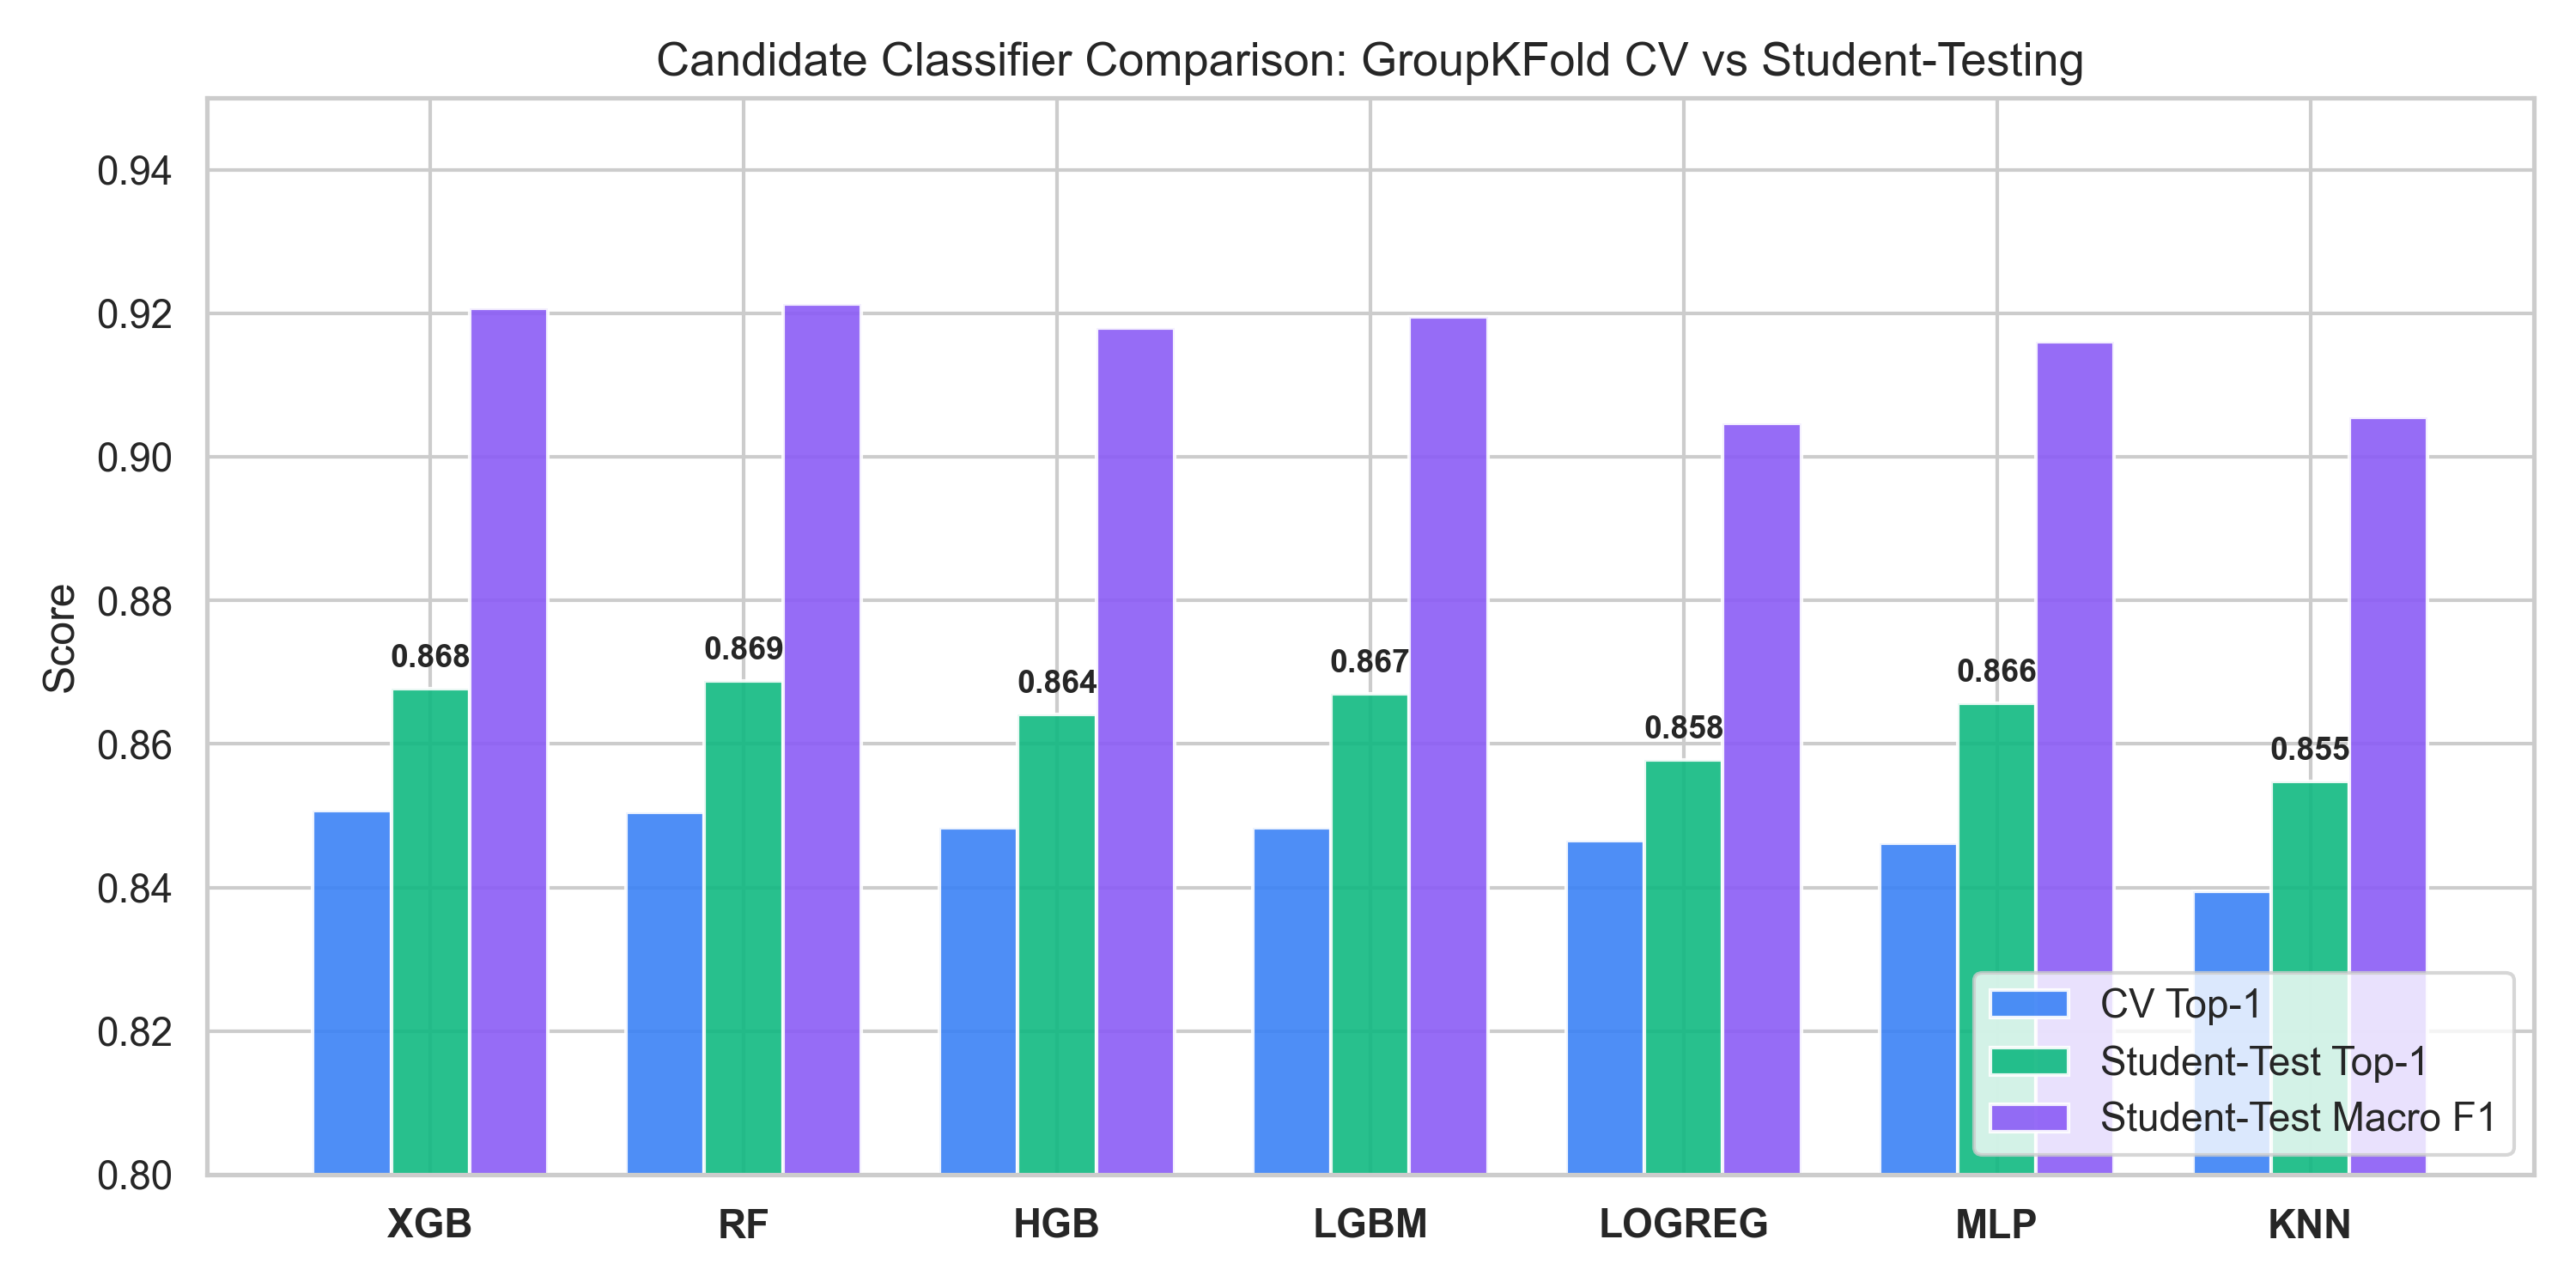 Candidate Classifier Comparison: GroupKFold CV vs Student-Testing
Score
0.94
0.92
0.90
0.88
0.86
0.84
0.82
0.80
0.868
0.869
0.864
0.867
0.858
0.866
0.855
CV Top-1
Student-Test Top-1
Student-Test Macro F1
XGB RF HGB LGBM LOGREG MLP KNN